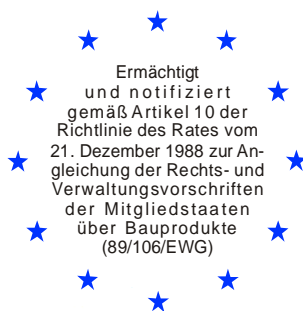 Ermächtigt
und notifiziert
gemäß Artikel 10 der
Richtlinie des Rates vom
21. Dezember 1988 zur An-
gleichung der Rechts- und
Verwaltungsvorschriften
der Mitgliedstaaten
über Bauprodukte
(89/106/EWG)